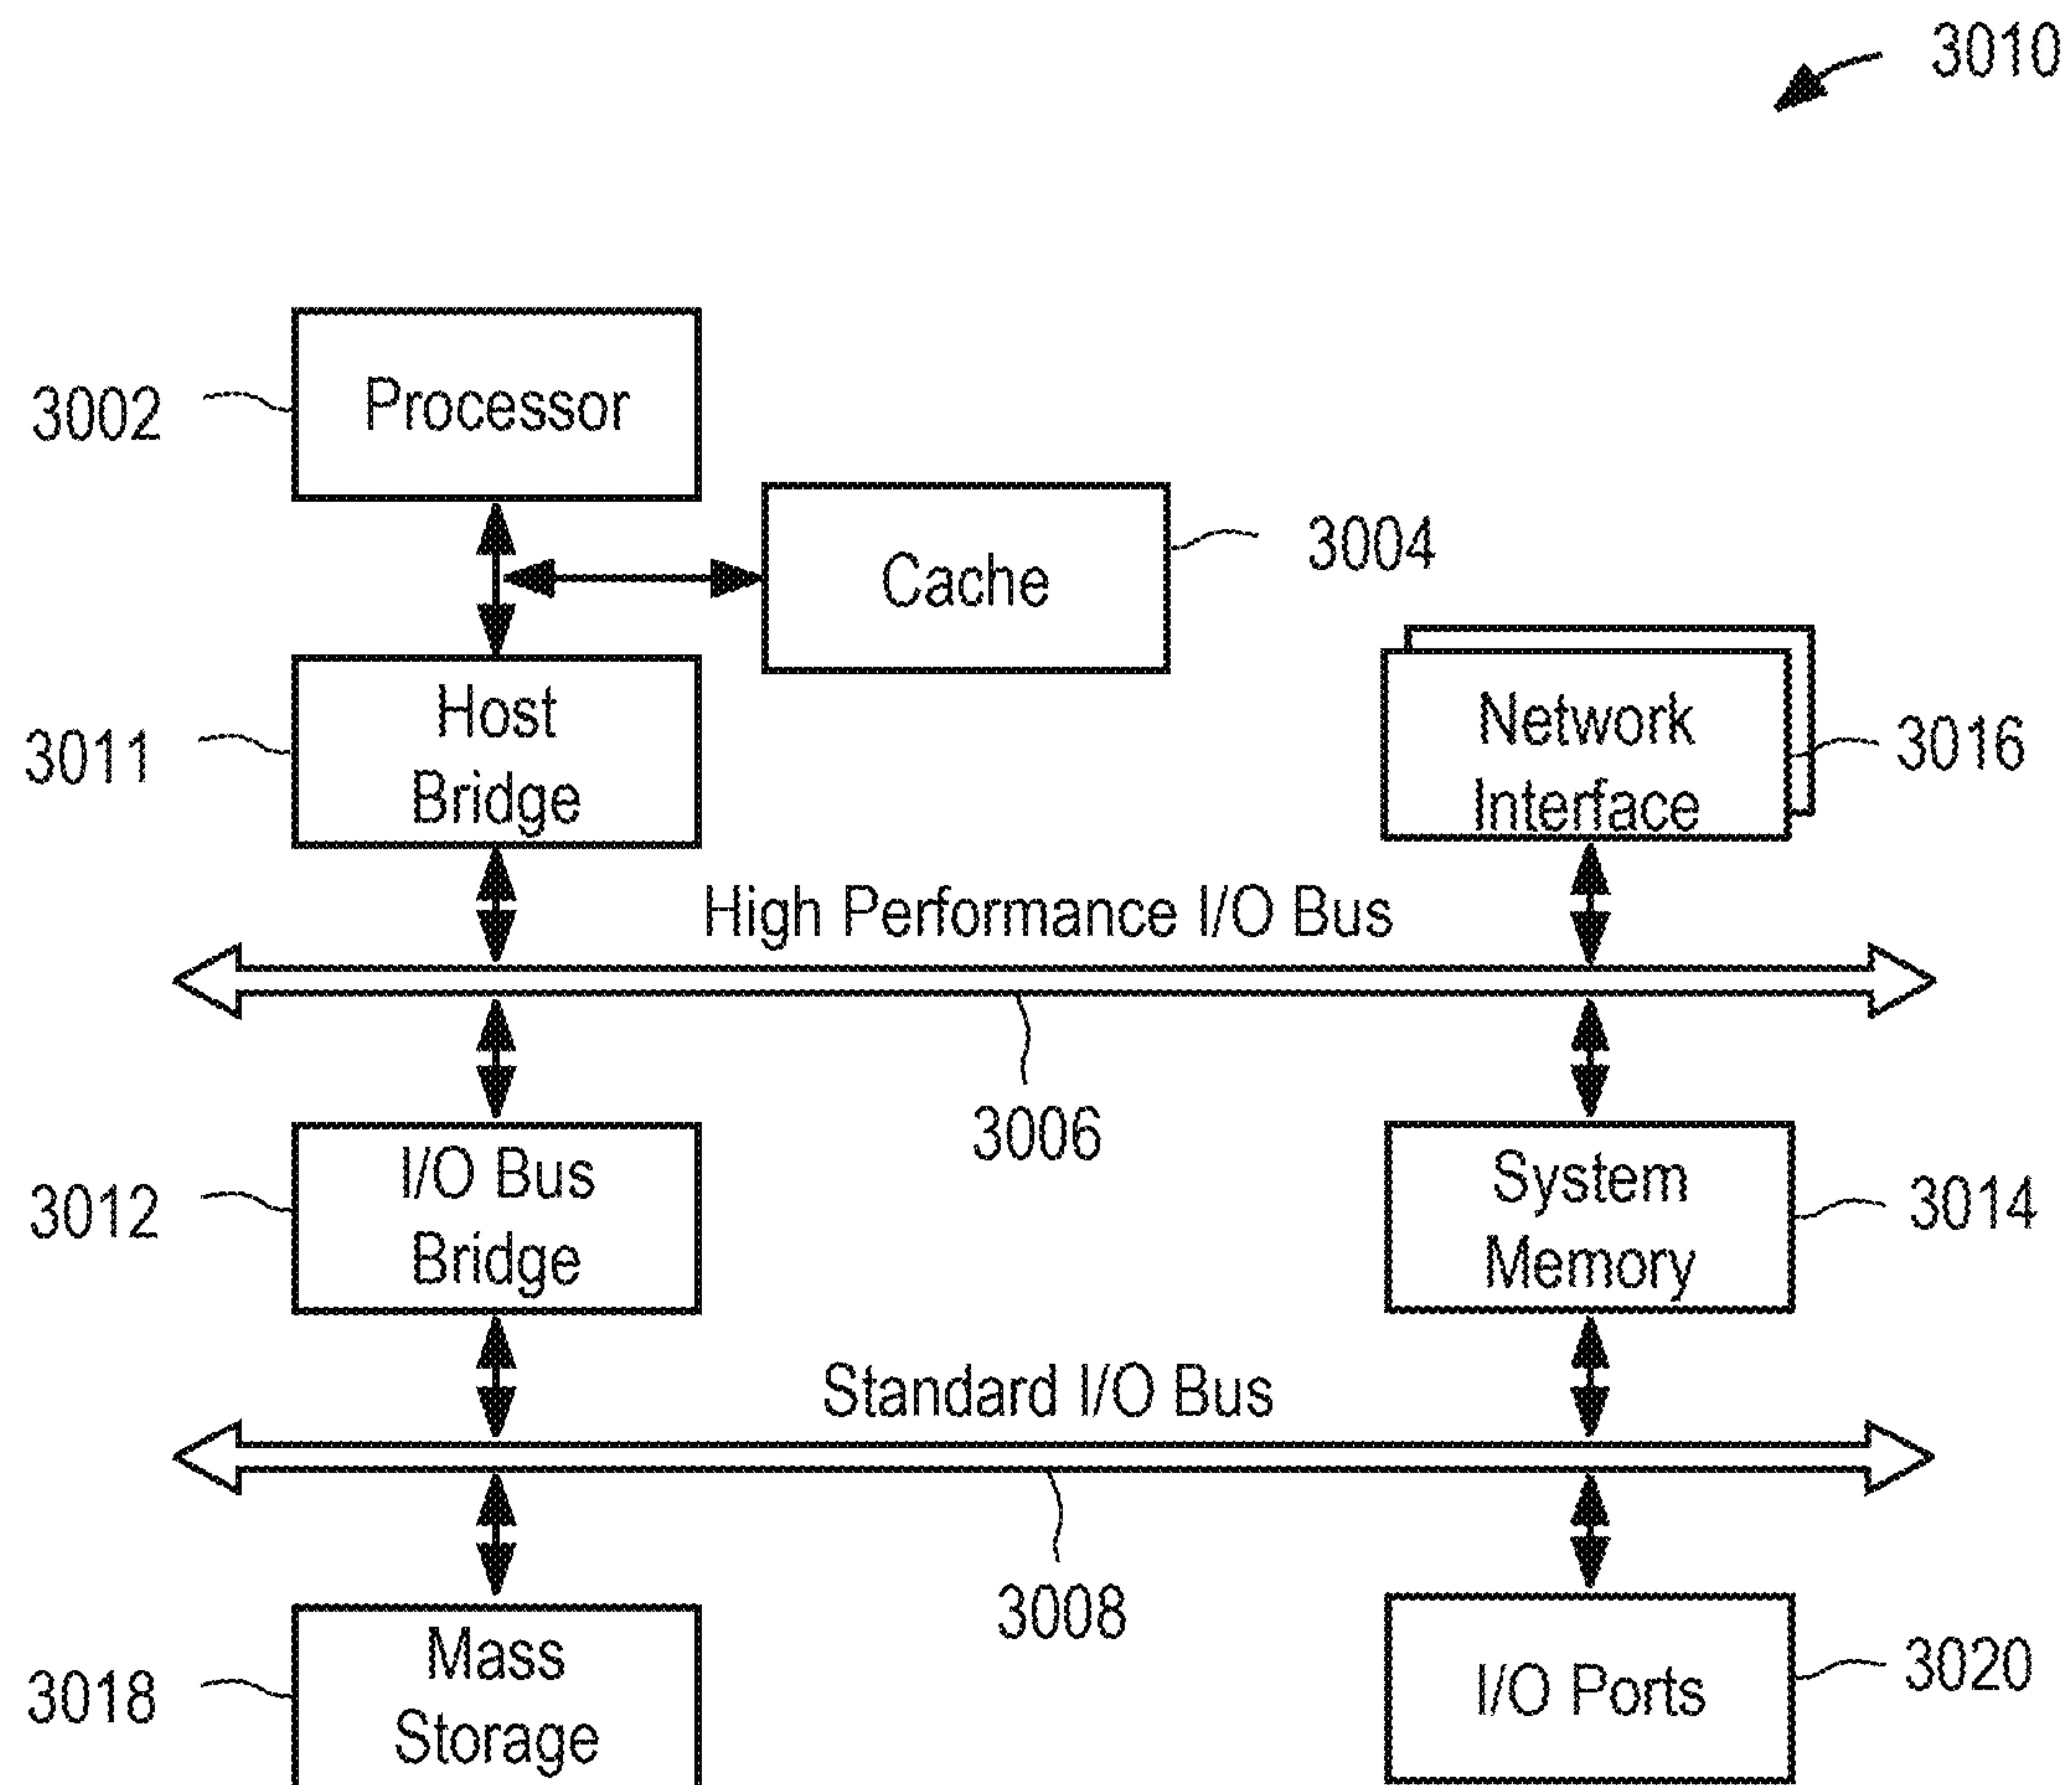 3010
Processor
3002
Cache
3004
Host
Bridge
3011
Network
Interface
3016
High Performance I/O Bus
3006
I/O Bus
Bridge
3012
System
Memory
3014
Standard I/O Bus
3008
Mass
Storage
3018
I/O Ports
3020